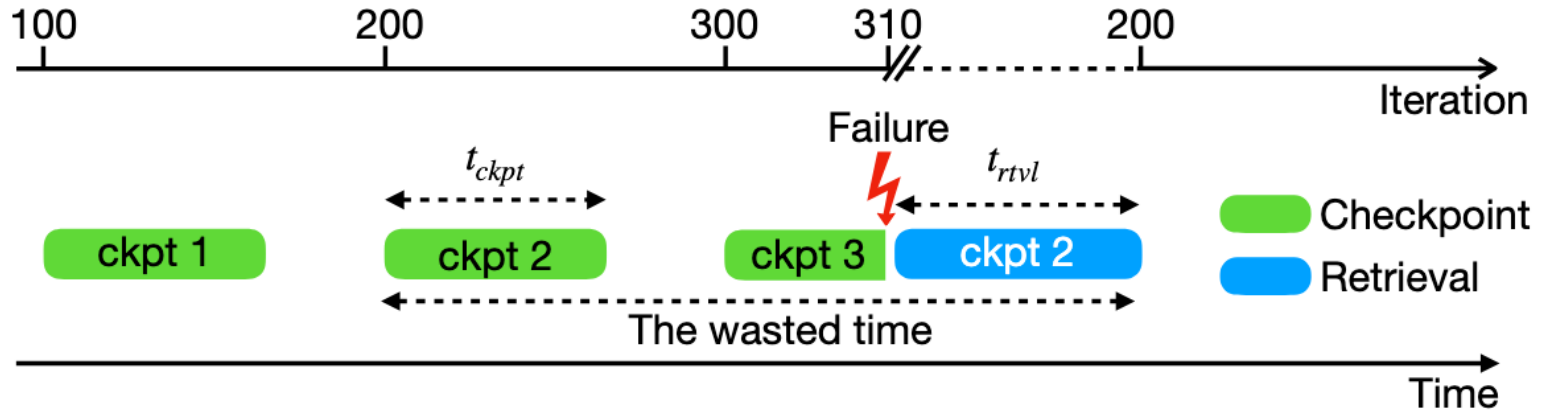 100 200 300 310 200
Iteration
Failure
t_ckpt t_rtvl
ckpt 1 ckpt 2 ckpt 3 ckpt 2
Checkpoint
Retrieval
The wasted time
Time